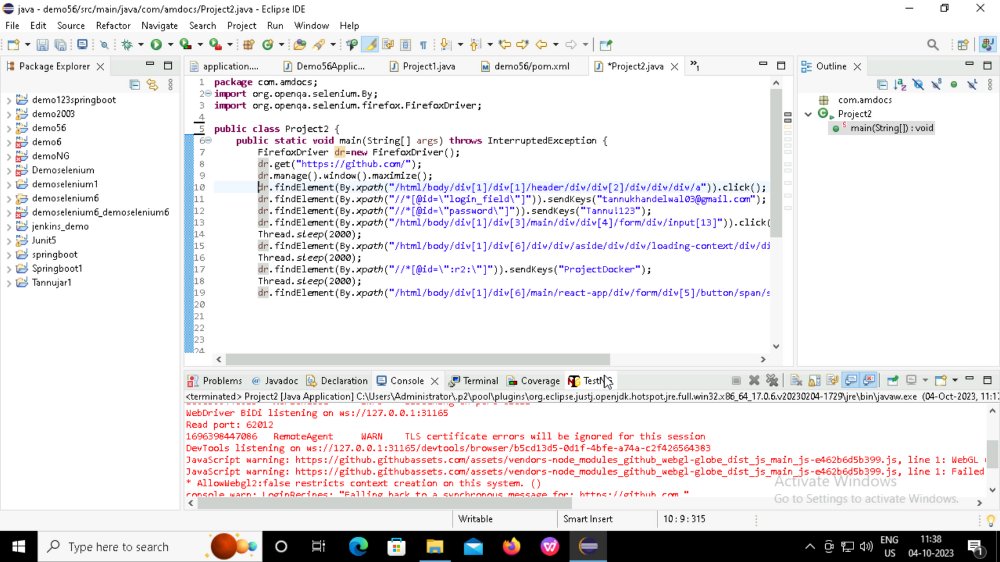 java - demo56/src/main/java/com/amdocs/Project2.java - Eclipse IDE
File Edit Source Refactor Navigate Search Project Run Window Help
Package Explorer
application....
Demo56Applic...
Project1.java
demo56/pom.xml
*Project2.java
»1
Outline
demo123springboot
demo2003
demo56
demo6
demoNG
Demoselenium
demoselenium1
demoselenium6
demoselenium6_demoselenium6
jenkins_demo
Junit5
springboot
Springboot1
Tannujar1
1 package com.amdocs;
2 import org.openqa.selenium.By;
3 import org.openqa.selenium.firefox.FirefoxDriver;
4
5 public class Project2 {
6 public static void main(String[] args) throws InterruptedException {
7 FirefoxDriver dr=new FirefoxDriver();
8 dr.get("https://github.com/");
9 dr.manage().window().maximize();
10 dr.findElement(By.xpath("/html/body/div[1]/div[1]/header/div/div[2]/div/div/div/a")).click();
11 dr.findElement(By.xpath("//*[@id=\"login_field\"]")).sendKeys("tannukhandelwal03@gmail.com");
12 dr.findElement(By.xpath("//*[@id=\"password\"]")).sendKeys("Tannu!123");
13 dr.findElement(By.xpath("/html/body/div[1]/div[3]/main/div/div[4]/form/div/input[13]")).click(
14 Thread.sleep(2000);
15 dr.findElement(By.xpath("/html/body/div[1]/div[6]/div/div/aside/div/div/loading-context/div/di
16 Thread.sleep(2000);
17 dr.findElement(By.xpath("//*[@id=\":r2:\"]")).sendKeys("ProjectDocker");
18 Thread.sleep(2000);
19 dr.findElement(By.xpath("/html/body/div[1]/div[6]/main/react-app/div/form/div[5]/button/span/s
20
21
22
23
24
com.amdocs
Project2
main(String[]) : void
Problems
@ Javadoc
Declaration
Console
Terminal
Coverage
<terminated> Project2 [Java Application] C:\Users\Administrator\.p2\pool\plugins\org.eclipse.justj.openjdk.hotspot.jre.full.win32.x86_64_17.0.6.v20230204-1729\jre\bin\javaw.exe (04-Oct-2023, 11:1
WebDriver BiDi listening on ws://127.0.0.1:31165
Read port: 62012
1696398447086 RemoteAgent WARN TLS certificate errors will be ignored for this session
DevTools listening on ws://127.0.0.1:31165/devtools/browser/b5cd13d5-0d1f-4bfe-a74a-c2f426564383
JavaScript warning: https://github.githubassets.com/assets/vendors-node_modules_github_webgl-globe_dist_js_main_js-e462b6d5b399.js, line 1: WebGL
JavaScript warning: https://github.githubassets.com/assets/vendors-node_modules_github_webgl-globe_dist_js_main_js-e462b6d5b399.js, line 1: Failed
* AllowWebgl2:false restricts context creation on this system. ()
console.warn: LoginRecipes: "Falling back to a synchronous message for: https://github.com."
Activate Windows
Go to Settings to activate Windows.
Writable
Smart Insert
10 : 9 : 315
Type here to search
ENG
US
11:38
04-10-2023
1